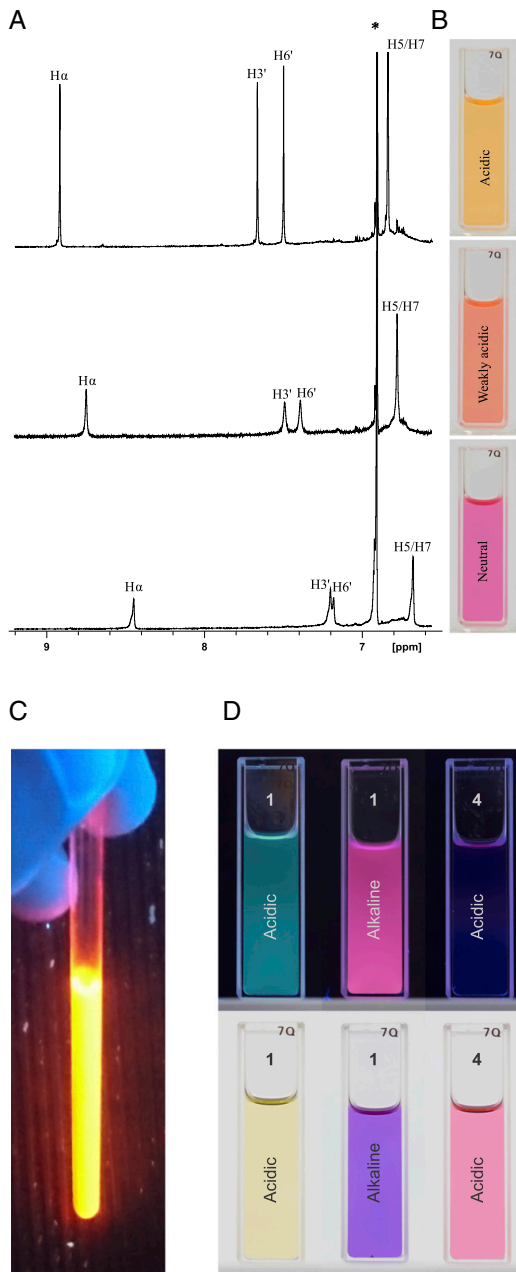 A
B
*
Hα
H3'
H6'
H5/H7
7Q
Acidic
Hα
H3'
H6'
H5/H7
7Q
Weakly acidic
Hα
H3'
H6'
H5/H7
7Q
Neutral
9
8
7
[ppm]
C
D
7Q
1
Acidic
1
Alkaline
7Q
4
Acidic
7Q
1
Acidic
7Q
1
Alkaline
7Q
4
Acidic